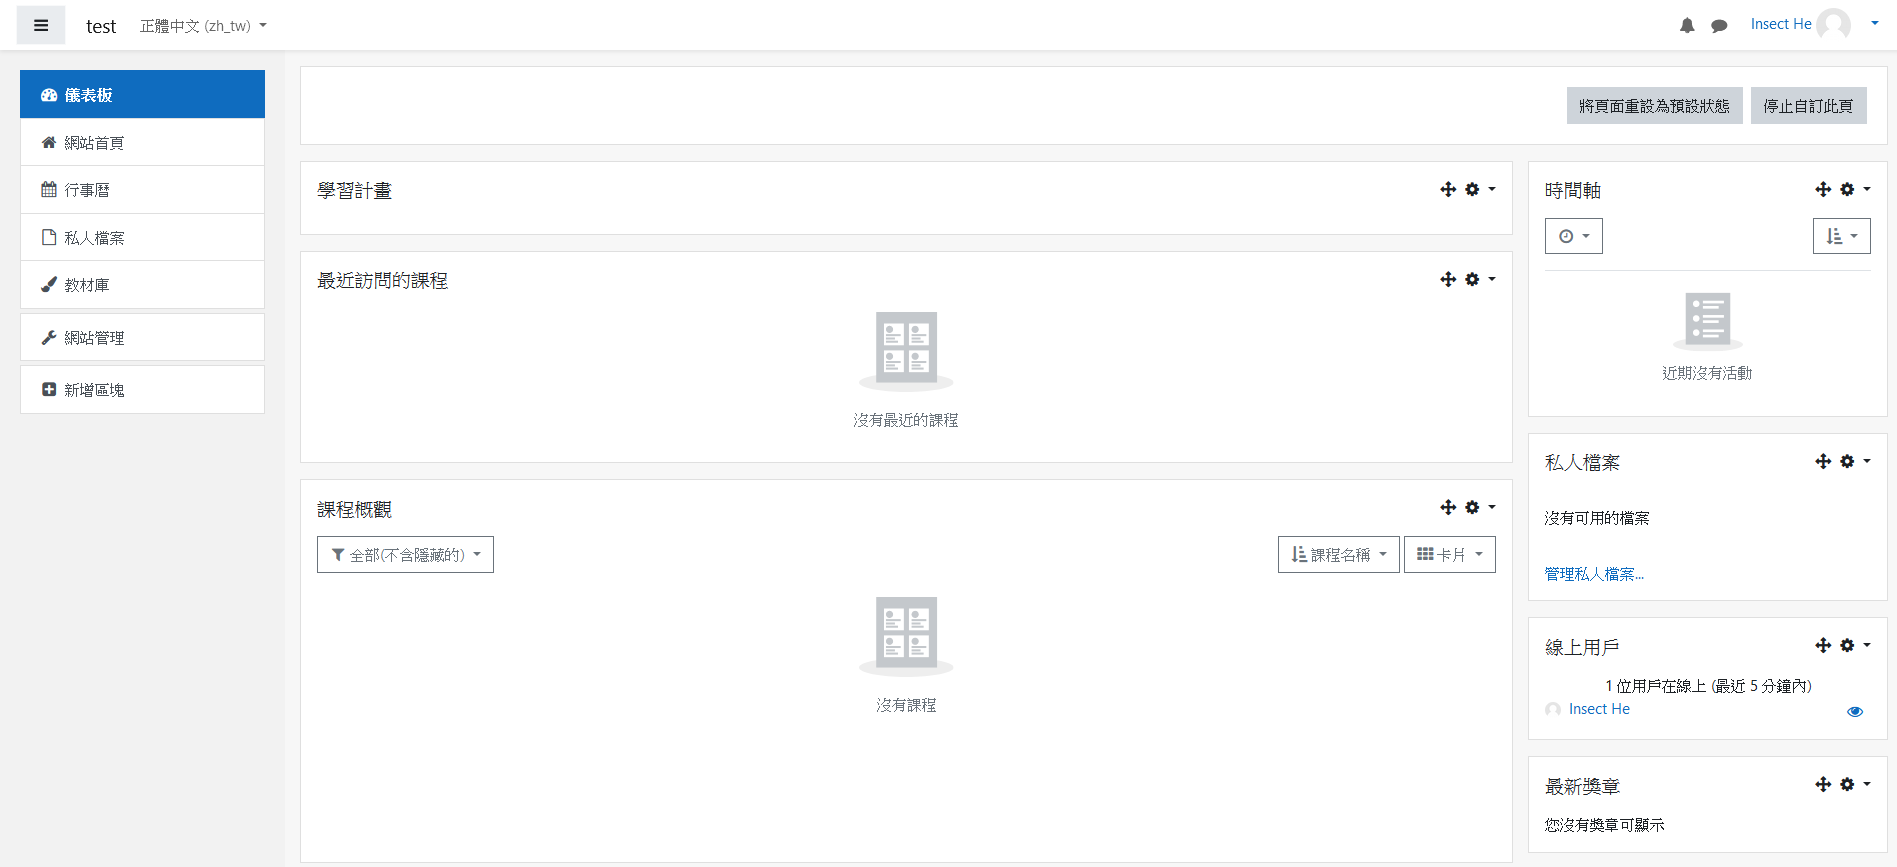 test 正體中文 (zh_tw) Insect He
儀表板
網站首頁
行事曆
私人檔案
教材庫
網站管理
新增區塊
將頁面重設為預設狀態 停止自訂此頁
學習計畫
最近訪問的課程
沒有最近的課程
課程概觀
全部(不含隱藏的) 課程名稱 卡片
沒有課程
時間軸
近期沒有活動
私人檔案
沒有可用的檔案
管理私人檔案...
線上用戶
1 位用戶在線上 (最近 5 分鐘內)
Insect He
最新獎章
您沒有獎章可顯示